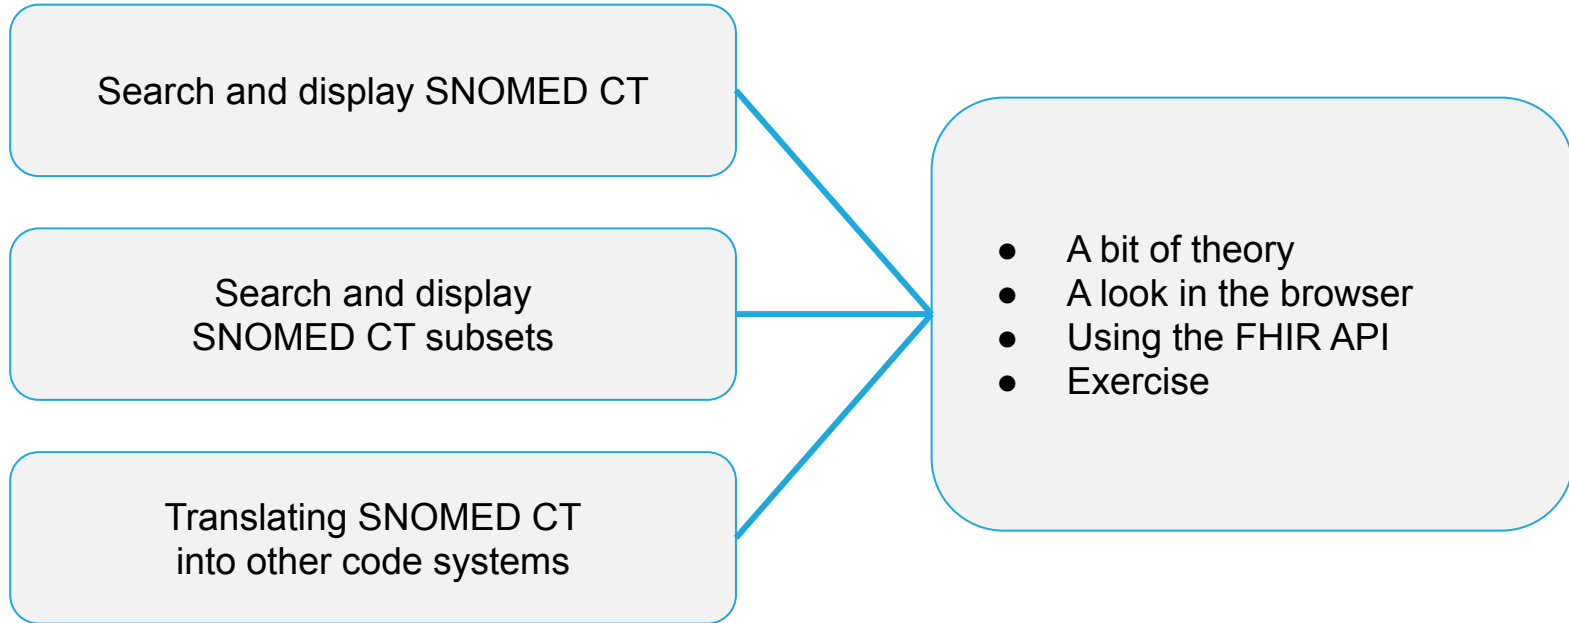 Search and display SNOMED CT
Search and display
SNOMED CT subsets
Translating SNOMED CT
into other code systems
● A bit of theory
● A look in the browser
● Using the FHIR API
● Exercise